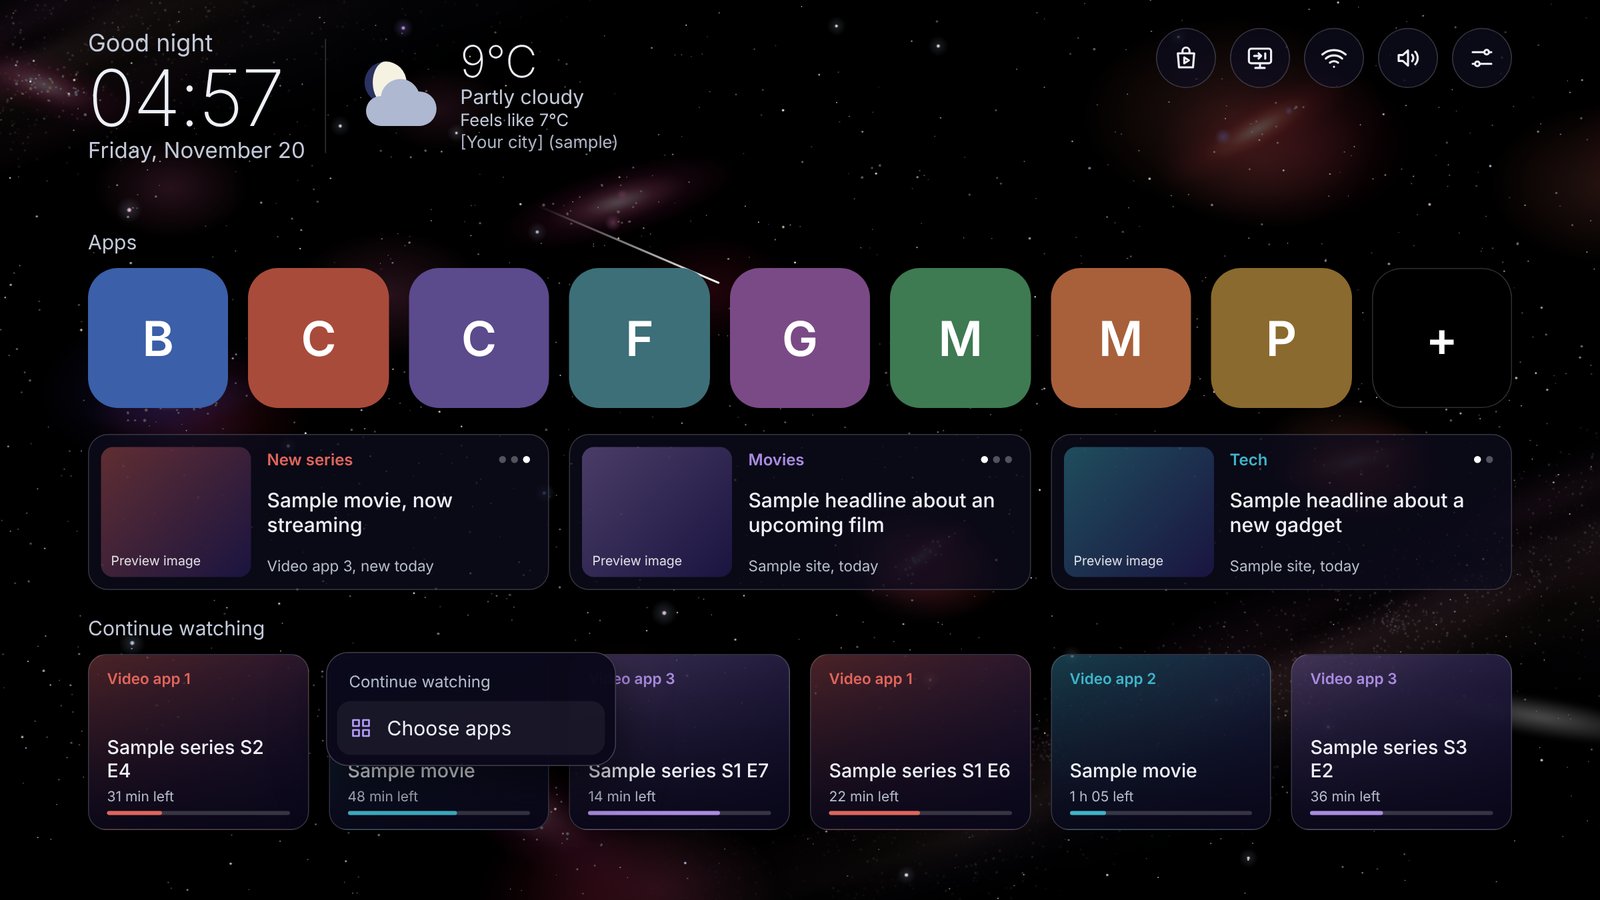 Good night
04:57
Friday, November 20
9°C
Partly cloudy
Feels like 7°C
[Your city] (sample)
Apps
B
C
C
F
G
M
M
P
+
New series
Sample movie, now
streaming
Preview image
Video app 3, new today
Movies
Sample headline about an
upcoming film
Preview image
Sample site, today
Tech
Sample headline about a
new gadget
Preview image
Sample site, today
Continue watching
Video app 1
Sample series S2
E4
31 min left
Continue watching
Choose apps
Sample movie
48 min left
eo app 3
Sample series S1 E7
14 min left
Video app 1
Sample series S1 E6
22 min left
Video app 2
Sample movie
1 h 05 left
Video app 3
Sample series S3
E2
36 min left